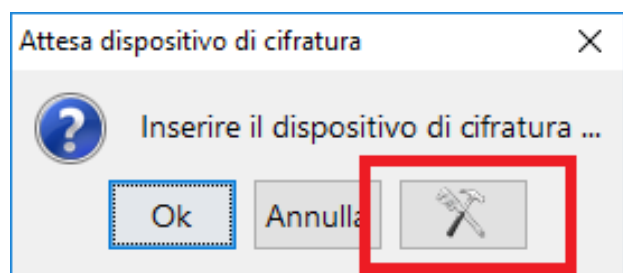 Attesa dispositivo di cifratura
Inserire il dispositivo di cifratura ...
Ok Annulla